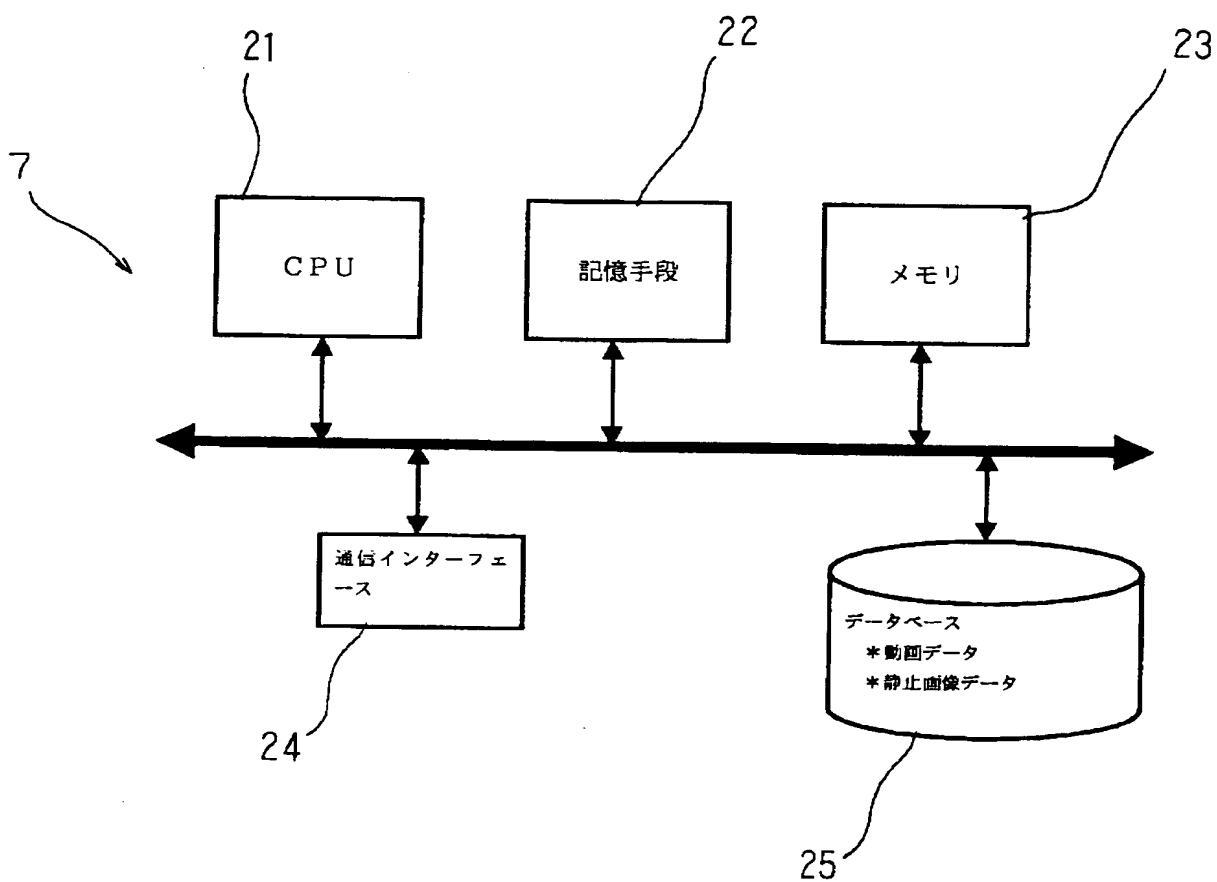 21
22
23
7
ＣＰＵ
記憶手段
メモリ
通信インターフェ
ース
データベース
＊動画データ
＊静止画像データ
24
25